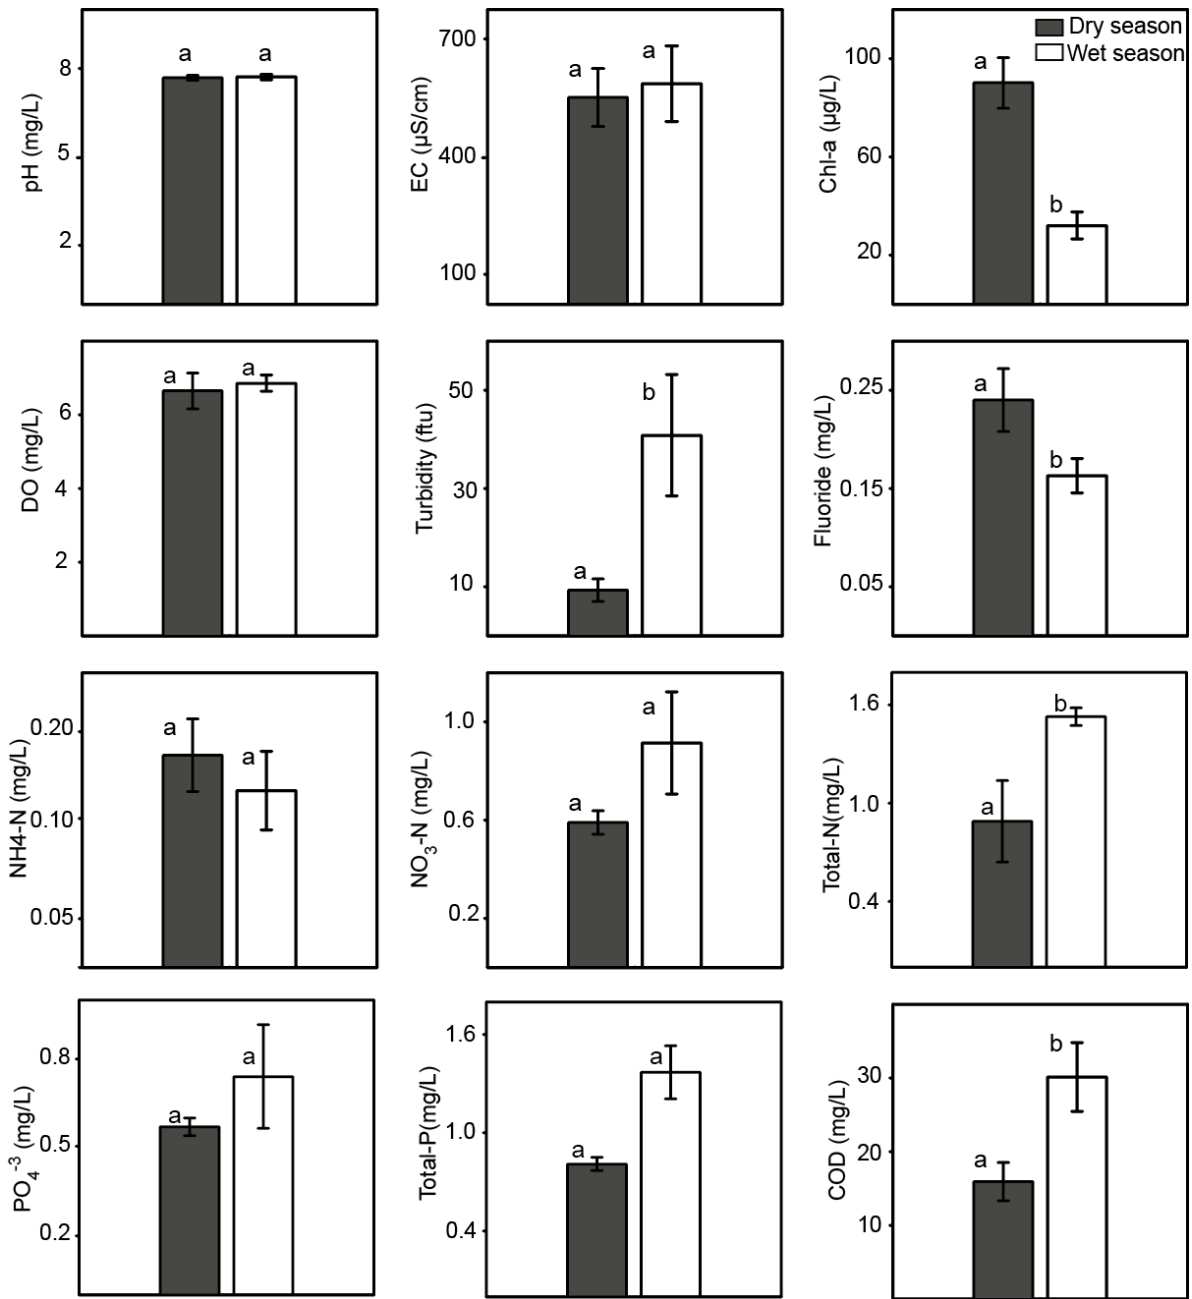 pH (mg/L)
8
5
2
a a
EC (µS/cm)
700
400
100
a a
Chl-a (µg/L)
100
60
20
a b
Dry season
Wet season
DO (mg/L)
6
4
2
a a
Turbidity (ftu)
50
30
10
a b
Fluoride (mg/L)
0.25
0.15
0.05
a b
NH4-N (mg/L)
0.20
0.10
0.05
a a
NO₃-N (mg/L)
1.0
0.6
0.2
a a
Total-N(mg/L)
1.6
1.0
0.4
a b
PO₄⁻³ (mg/L)
0.8
0.5
0.2
a a
Total-P(mg/L)
1.6
1.0
0.4
a a
COD (mg/L)
30
20
10
a b